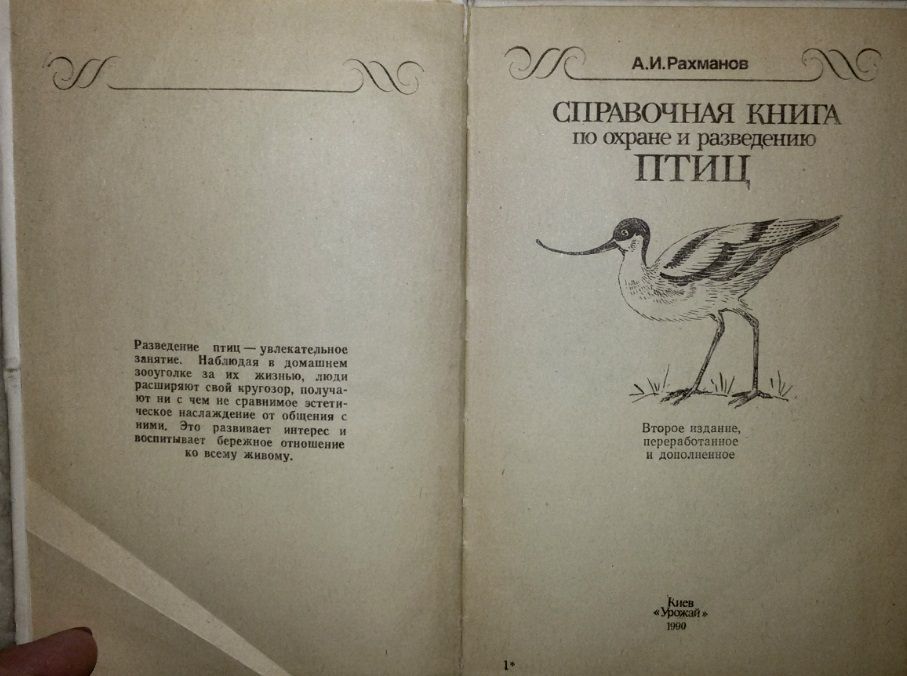 Разведение птиц — увлекательное
занятие. Наблюдая в домашнем
зооуголке за их жизнью, люди
расширяют свой кругозор, получа-
ют ни с чем не сравнимое эстети-
ческое наслаждение от общения с
ними. Это развивает интерес и
воспитывает бережное отношение
ко всему живому.
А.И.Рахманов
СПРАВОЧНАЯ КНИГА
по охране и разведению
ПТИЦ
Второе издание,
переработанное
и дополненное
Киев
«Урожай»
1990
1*